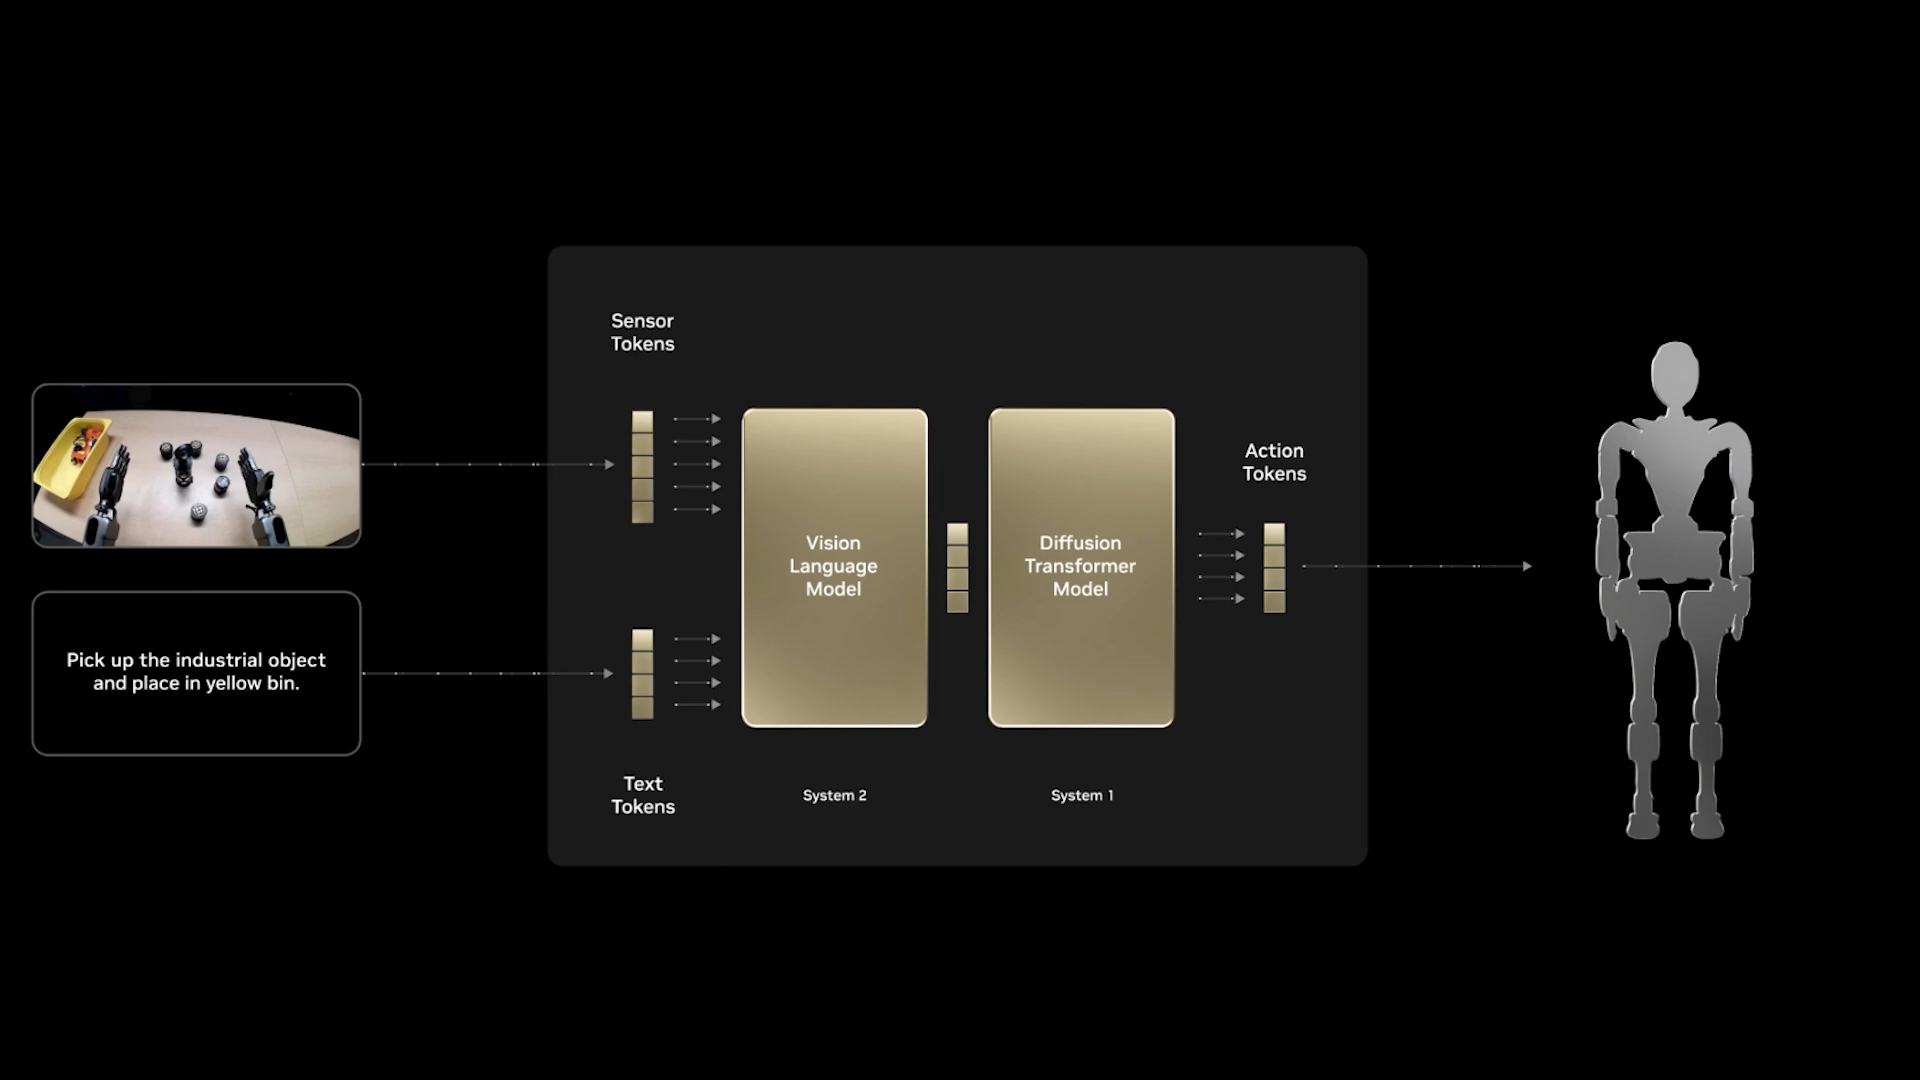 Sensor
Tokens
Pick up the industrial object
and place in yellow bin.
Text
Tokens
Vision
Language
Model
System 2
Diffusion
Transformer
Model
System 1
Action
Tokens